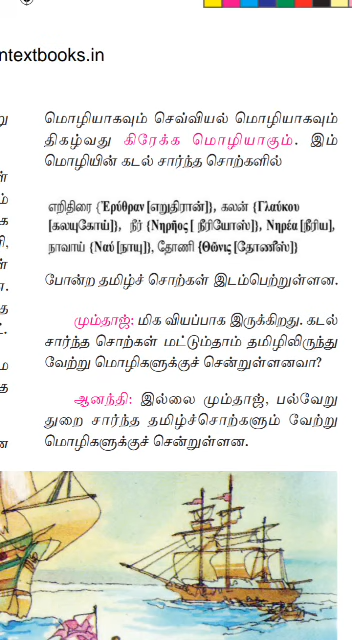 ntextbooks.in
மொழியாகவும் செவ்வியல் மொழியாகவும்
திகழ்வது கிரேக்க மொழியாகும். இம்
மொழியின் கடல் சார்ந்த சொற்களில்
எறிதிரை {Ἐρύθραν [எறுதிரான்]}, கலன் {Γλαύκου
[கலயுகோய்]}, நீர் {Νηρῆος [ நீரியோஸ்]}, Νηρέα [நீரிய],
நாவாய் {Ναύ [நாயு]}, தோணி {Θῶνις [தோணீஸ்]}
போன்ற தமிழ்ச் சொற்கள் இடம்பெற்றுள்ளன.
மும்தாஜ்: மிக வியப்பாக இருக்கிறது. கடல்
சார்ந்த சொற்கள் மட்டும்தாம் தமிழிலிருந்து
வேற்று மொழிகளுக்குச் சென்றுள்ளனவா?
ஆனந்தி: இல்லை மும்தாஜ், பல்வேறு
துறை சார்ந்த தமிழ்ச்சொற்களும் வேற்று
மொழிகளுக்குச் சென்றுள்ளன.